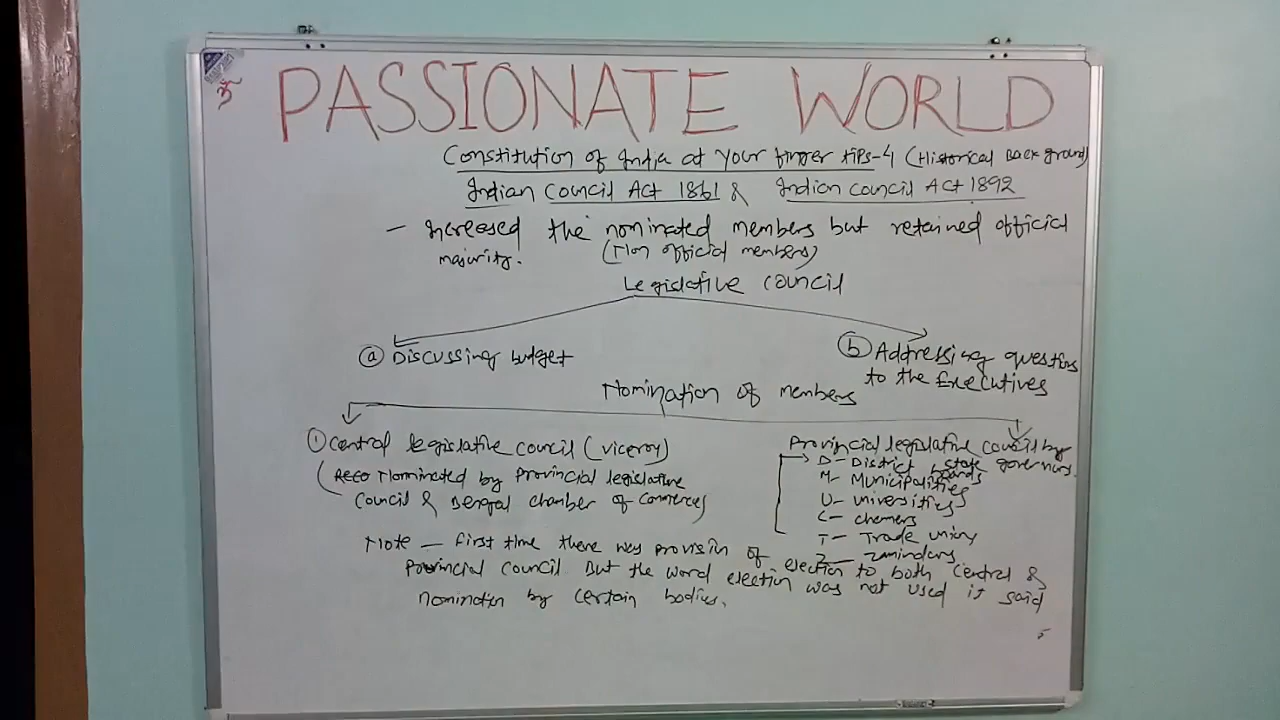 ॐ PASSIONATE WORLD
Constitution of India at your finger tips-4 (Historical Back ground)
Indian Council Act 1861 & Indian council Act 1892
- Increased the nominated members but retained official
majority. (Non official members)
Legislative council
(a) Discussing budget
(b) Addressing questions
to the Executives
Nomination of members
(1) Central legislative council (viceroy)
(Reco Nominated by Provincial legislative
council & Bengal chamber of Commerce)
Provincial legislative council by
state governors.
D- District boards
M- Municipalities
U- universities
C- chamers
T- Trade unions
Z- zamindars
Note - First time there was provision of election to both central &
Provincial council But the word election was not used it said
nomination by certain bodies.